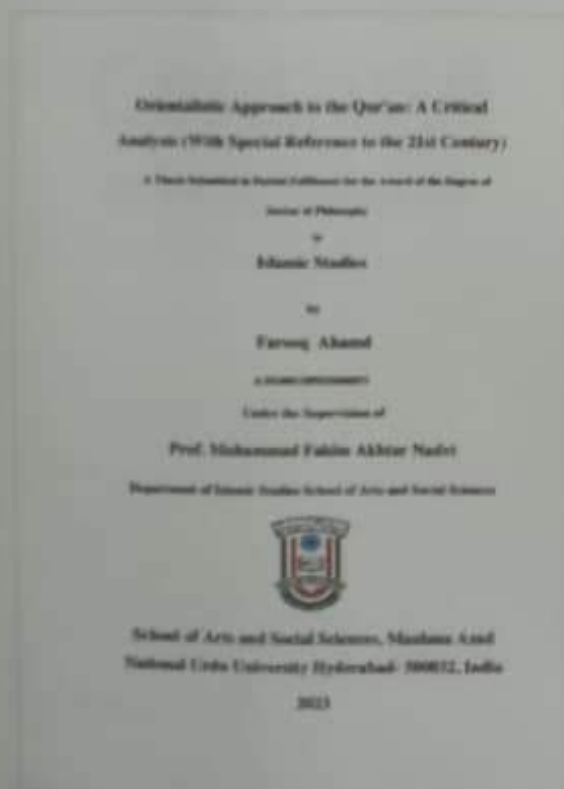 Orientalistic Approach to the Qur'an: A Critical
Analysis (With Special Reference to the 21st Century)
A Thesis Submitted in Partial Fulfillment for the Award of the Degree of
Doctor of Philosophy
in
Islamic Studies
by
Farooq Ahamd
Under the Supervision of
Prof. Mohammad Fahim Akhtar Nadvi
Department of Islamic Studies School of Arts and Social Sciences
School of Arts and Social Sciences, Maulana Azad
National Urdu University Hyderabad- 500032, India
2023